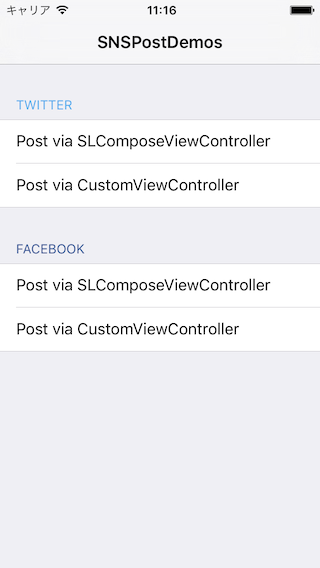 キャリア 11:16
SNSPostDemos
TWITTER
Post via SLComposeViewController
Post via CustomViewController
FACEBOOK
Post via SLComposeViewController
Post via CustomViewController